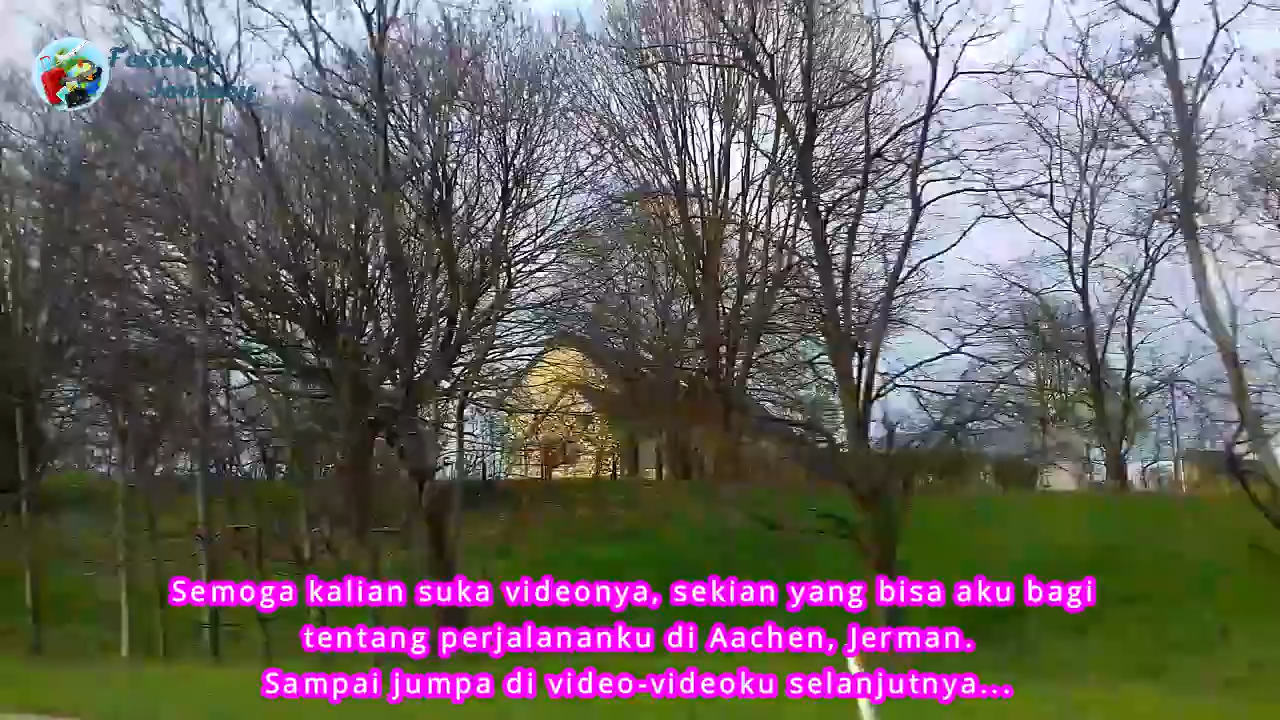 Journey
Semoga kalian suka videonya, sekian yang bisa aku bagi
tentang perjalananku di Aachen, Jerman.
Sampai jumpa di video-videoku selanjutnya...